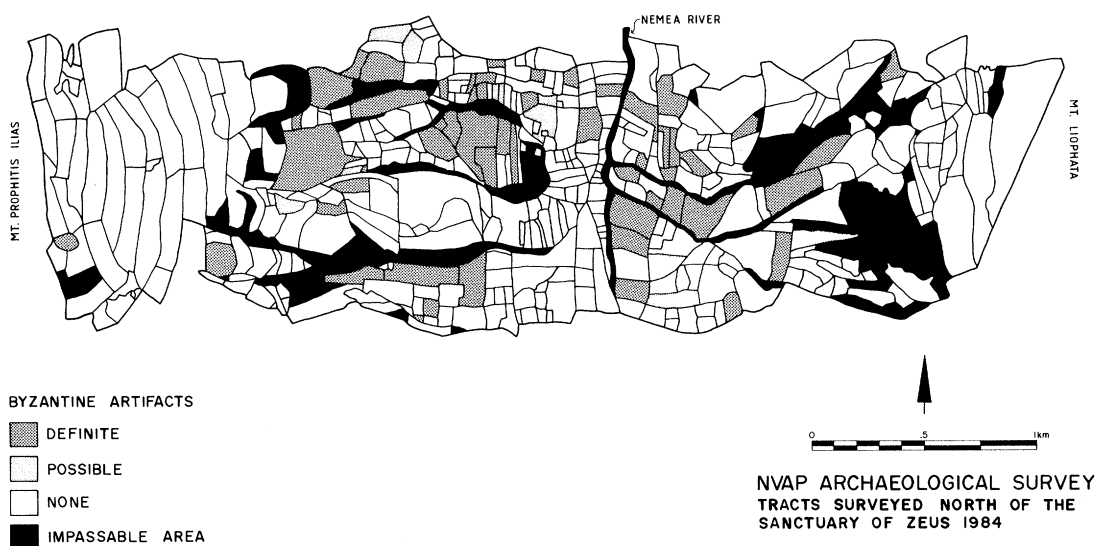 NEMEA RIVER
MT. PROPHITIS ILIAS
MT. LIOPHATA
BYZANTINE ARTIFACTS
DEFINITE
POSSIBLE
NONE
IMPASSABLE AREA
0 .5 1km
NVAP ARCHAEOLOGICAL SURVEY
TRACTS SURVEYED NORTH OF THE
SANCTUARY OF ZEUS 1984